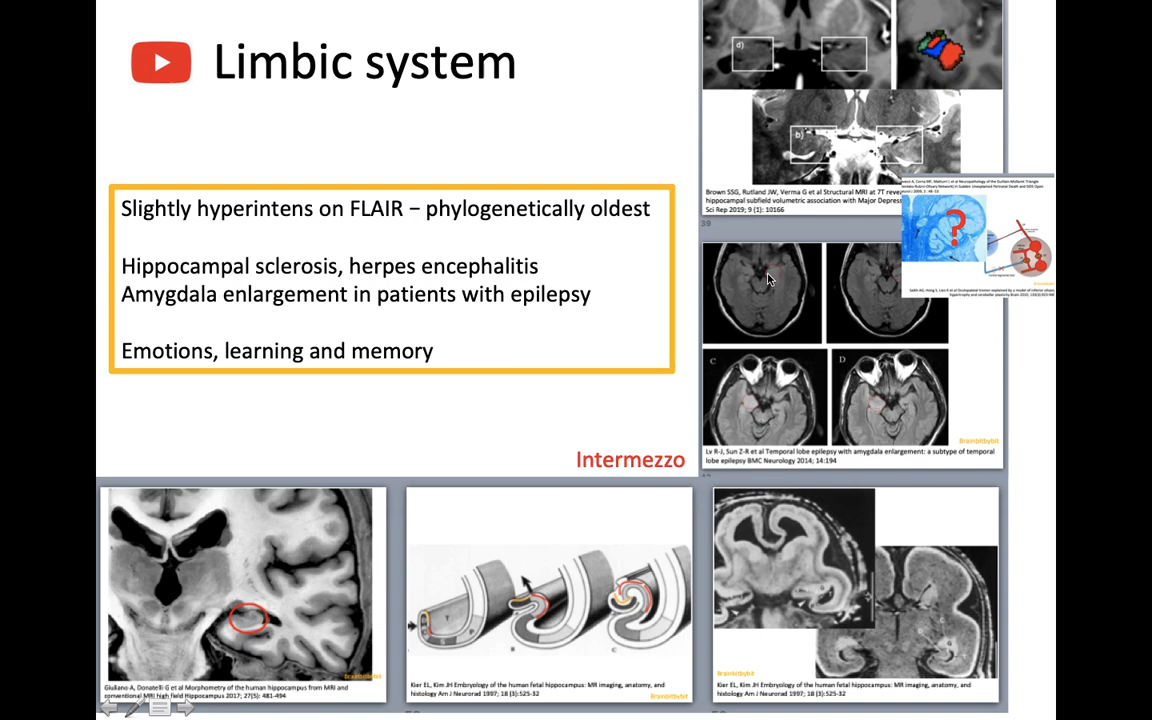 Limbic system
Slightly hyperintens on FLAIR – phylogenetically oldest
Hippocampal sclerosis, herpes encephalitis
Amygdala enlargement in patients with epilepsy
Emotions, learning and memory
Intermezzo
d)
b)
Brown SSG, Rutland JW, Verma G et al Structural MRI at 7T
hippocampal subfield volumetric association with Major
Sci Rep 2019; 9 (1): 10166
39
?
C
D
Brainbitbybit
Lv R-J, Sun Z-R et al Temporal lobe epilepsy with amygdala enlargement: a subtype of temporal
lobe epilepsy BMC Neurology 2014; 14:194
Giuliano A, Donatelli G et al Morphometry of the human hippocampus from MRI and
conventional MRI high field Hippocampus 2017; 27(5): 481-494
B
C
Kier EL, Kim JH Embryology of the human fetal hippocampus: MR imaging, anatomy, and
histology Am J Neurorad 1997; 18 (3):525-32
Brainbitbybit
Brainbitbybit
Kier EL, Kim JH Embryology of the human fetal hippocampus: MR imaging, anatomy, and
histology Am J Neurorad 1997; 18 (3):525-32